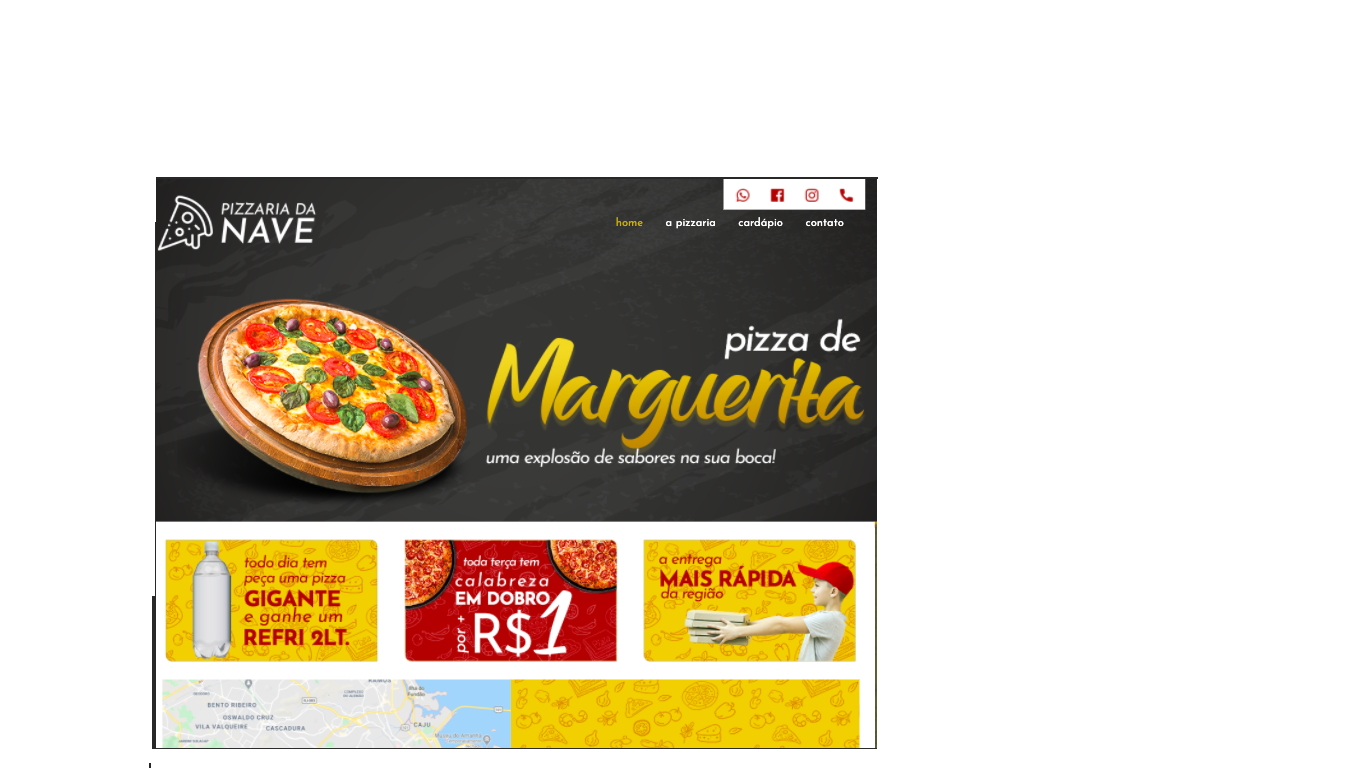 PIZZARIA DA
NAVE
home a pizzaria cardápio contato
pizza de
Marguerita
uma explosão de sabores na sua boca!
todo dia tem
peça uma pizza
GIGANTE
e ganhe um
REFRI 2LT.
toda terça tem
calabreza
EM DOBRO
por + R$1
a entrega
MAIS RÁPIDA
da região
BENTO RIBEIRO
OSWALDO CRUZ
VILA VALQUEIRE
CASCADURA
CAJU